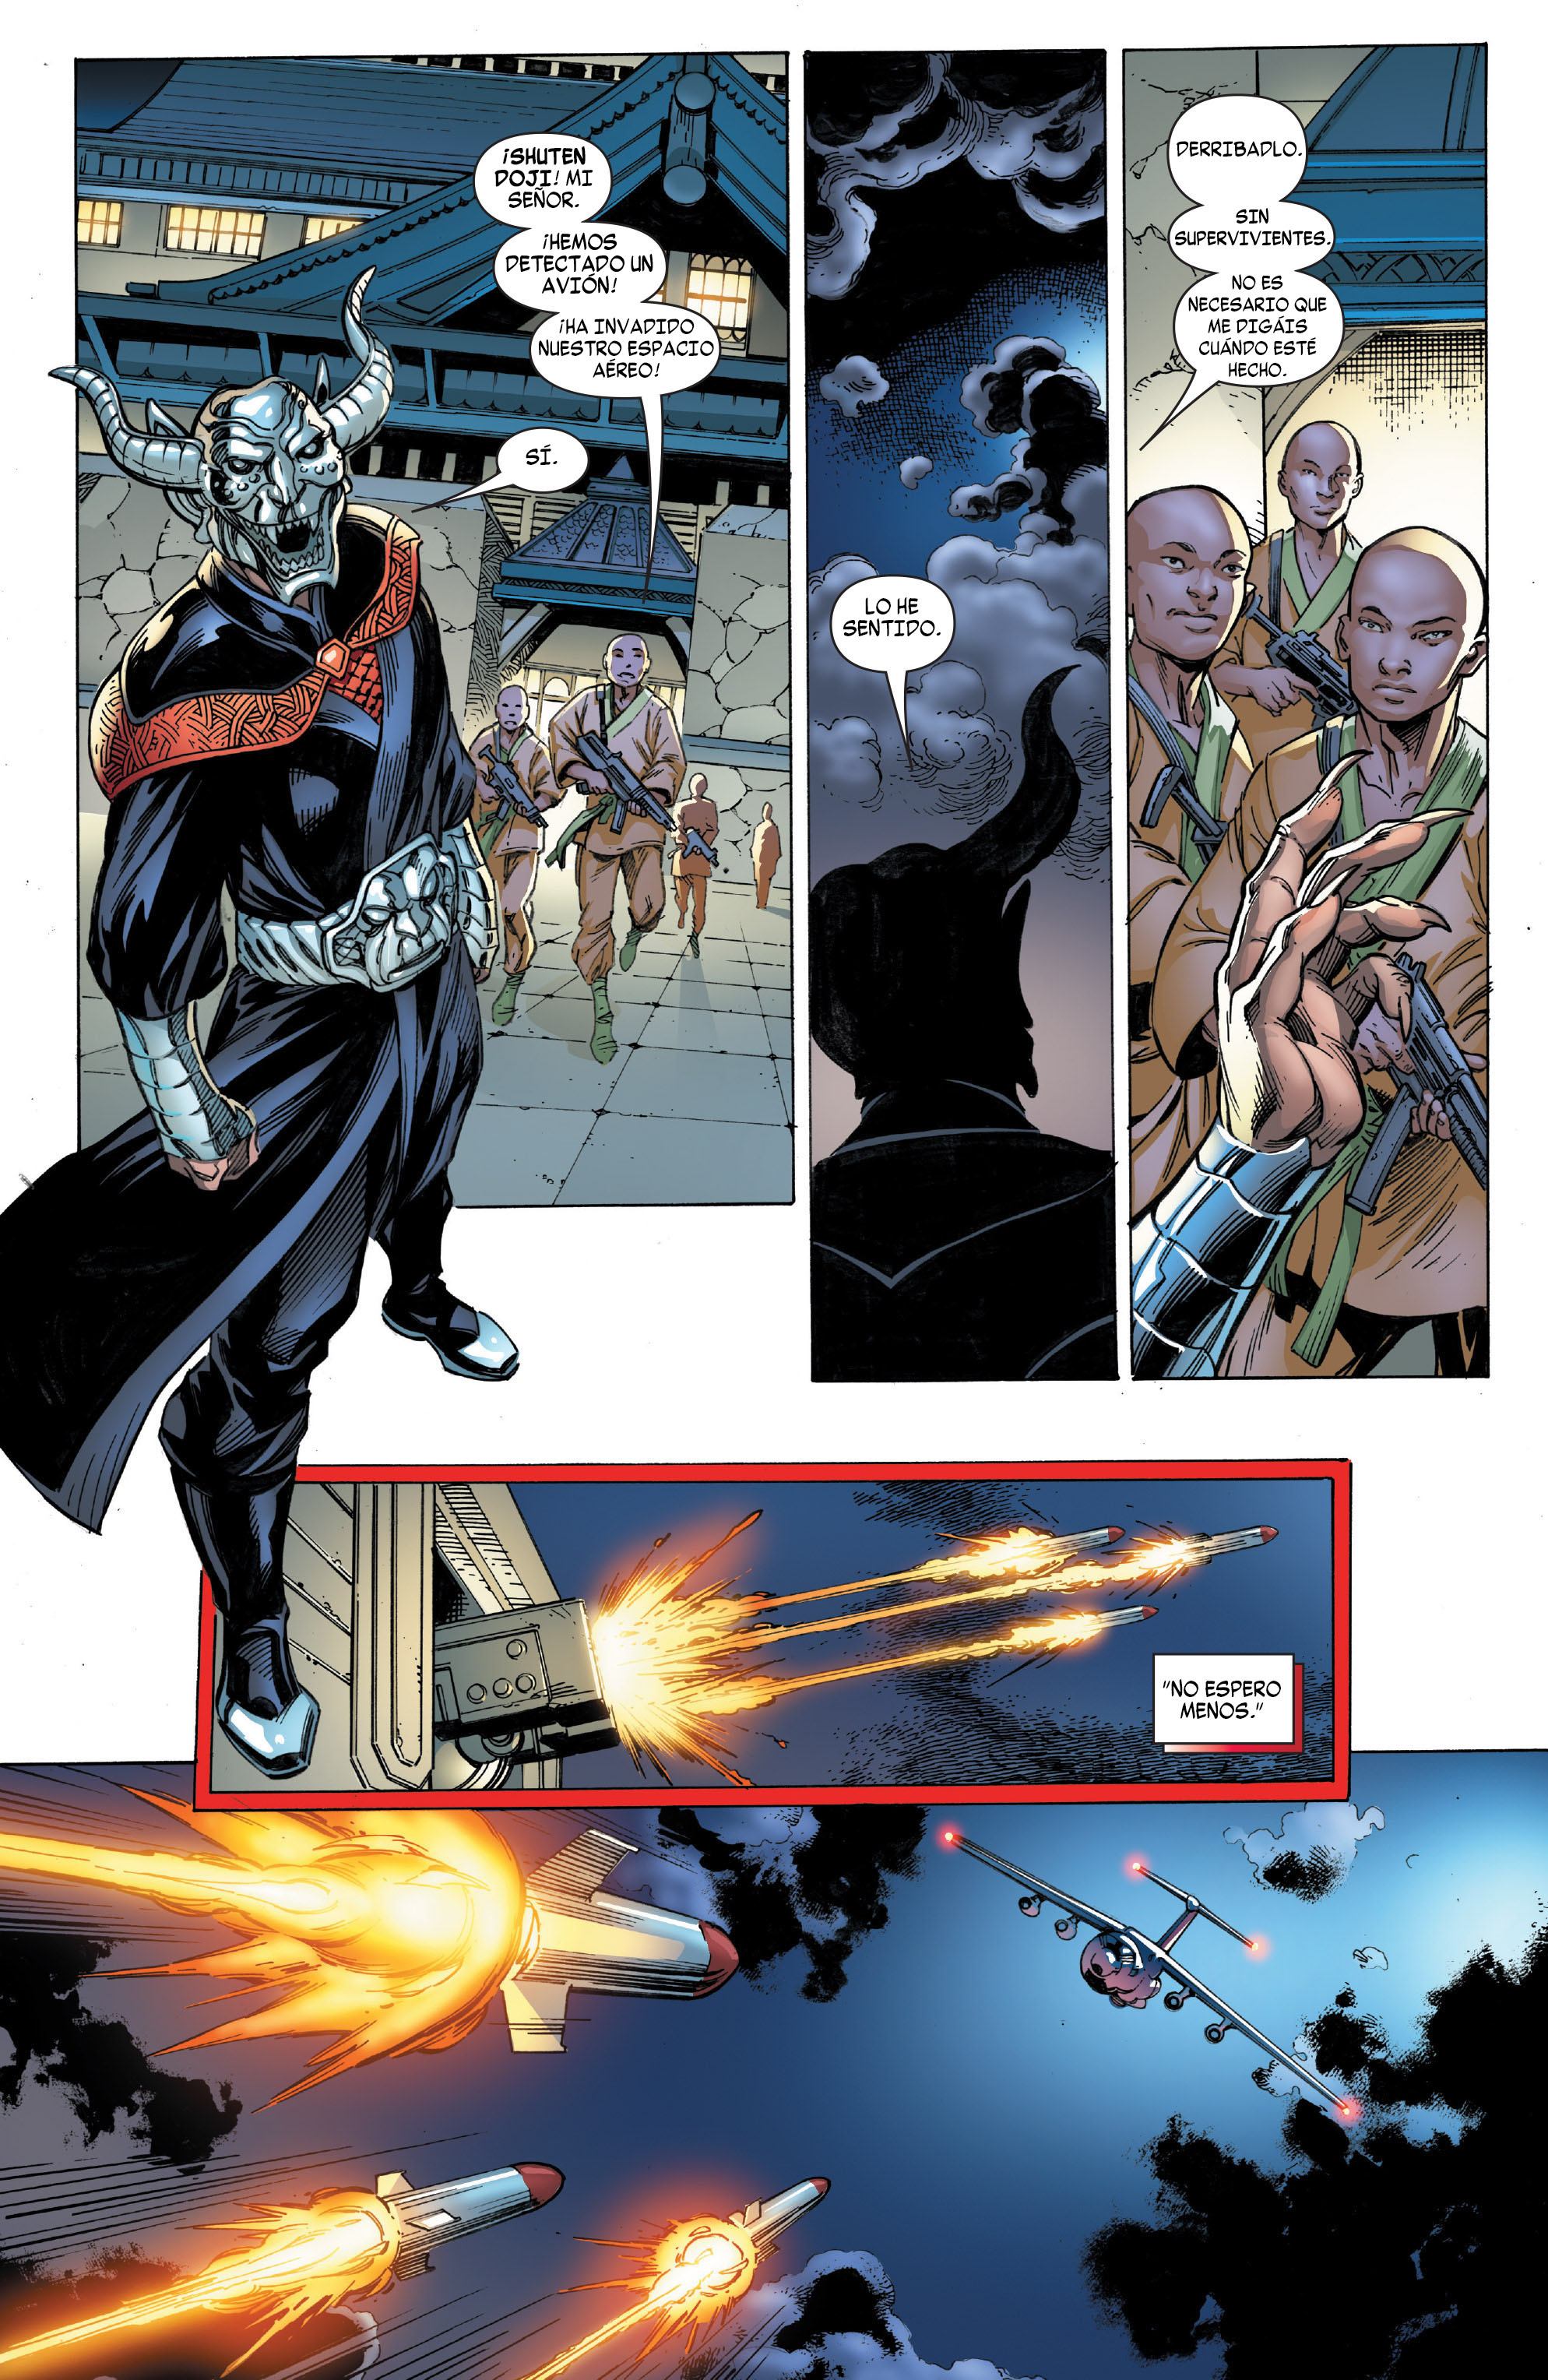 ¡SHUTEN
DOJI! MI
SEÑOR.
¡HEMOS
DETECTADO UN
AVIÓN!
¡HA INVADIDO
NUESTRO ESPACIO
AÉREO!
SÍ.
LO HE
SENTIDO.
DERRIBADLO.
SIN
SUPERVIVIENTES.
NO ES
NECESARIO QUE
ME DIGÁIS
CUÁNDO ESTÉ
HECHO.
"NO ESPERO
MENOS."